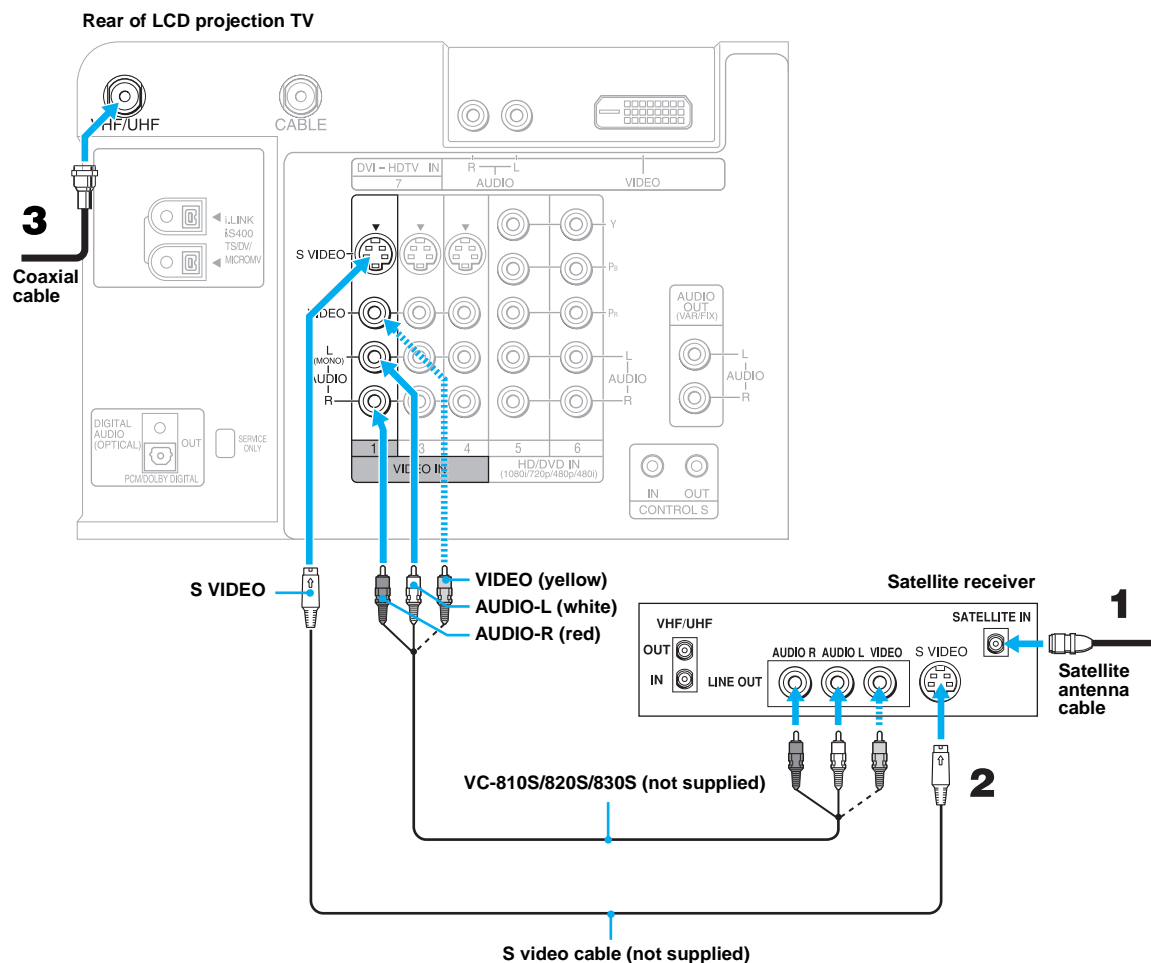 Rear of LCD projection TV
VHF/UHF
CABLE
DVI – HDTV IN
7
R L
AUDIO
VIDEO
3
Coaxial
cable
i.LINK
S400
TS/DV/
MICROMV
S VIDEO
VIDEO
L
(MONO)
AUDIO
R
Y
PB
PR
L
AUDIO
R
AUDIO
OUT
(VAR/FIX)
L
AUDIO
R
DIGITAL
AUDIO
(OPTICAL)
OUT
PCM/DOLBY DIGITAL
SERVICE
ONLY
1 3 4 5 6
VIDEO IN
HD/DVD IN
(1080i/720p/480p/480i)
IN OUT
CONTROL S
S VIDEO
VIDEO (yellow)
AUDIO-L (white)
AUDIO-R (red)
Satellite receiver
1
SATELLITE IN
VHF/UHF
OUT
IN
LINE OUT
AUDIO R AUDIO L VIDEO
S VIDEO
Satellite
antenna
cable
2
VC-810S/820S/830S (not supplied)
S video cable (not supplied)